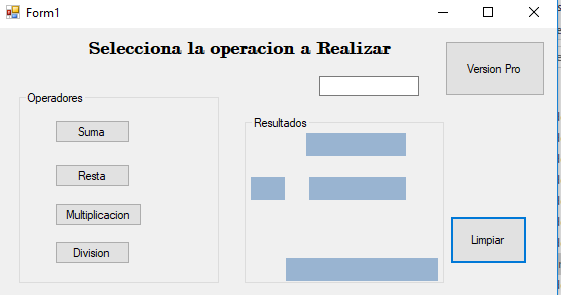 Form1
Selecciona la operacion a Realizar
Version Pro
Operadores
Suma
Resta
Multiplicacion
Division
Resultados
Limpiar